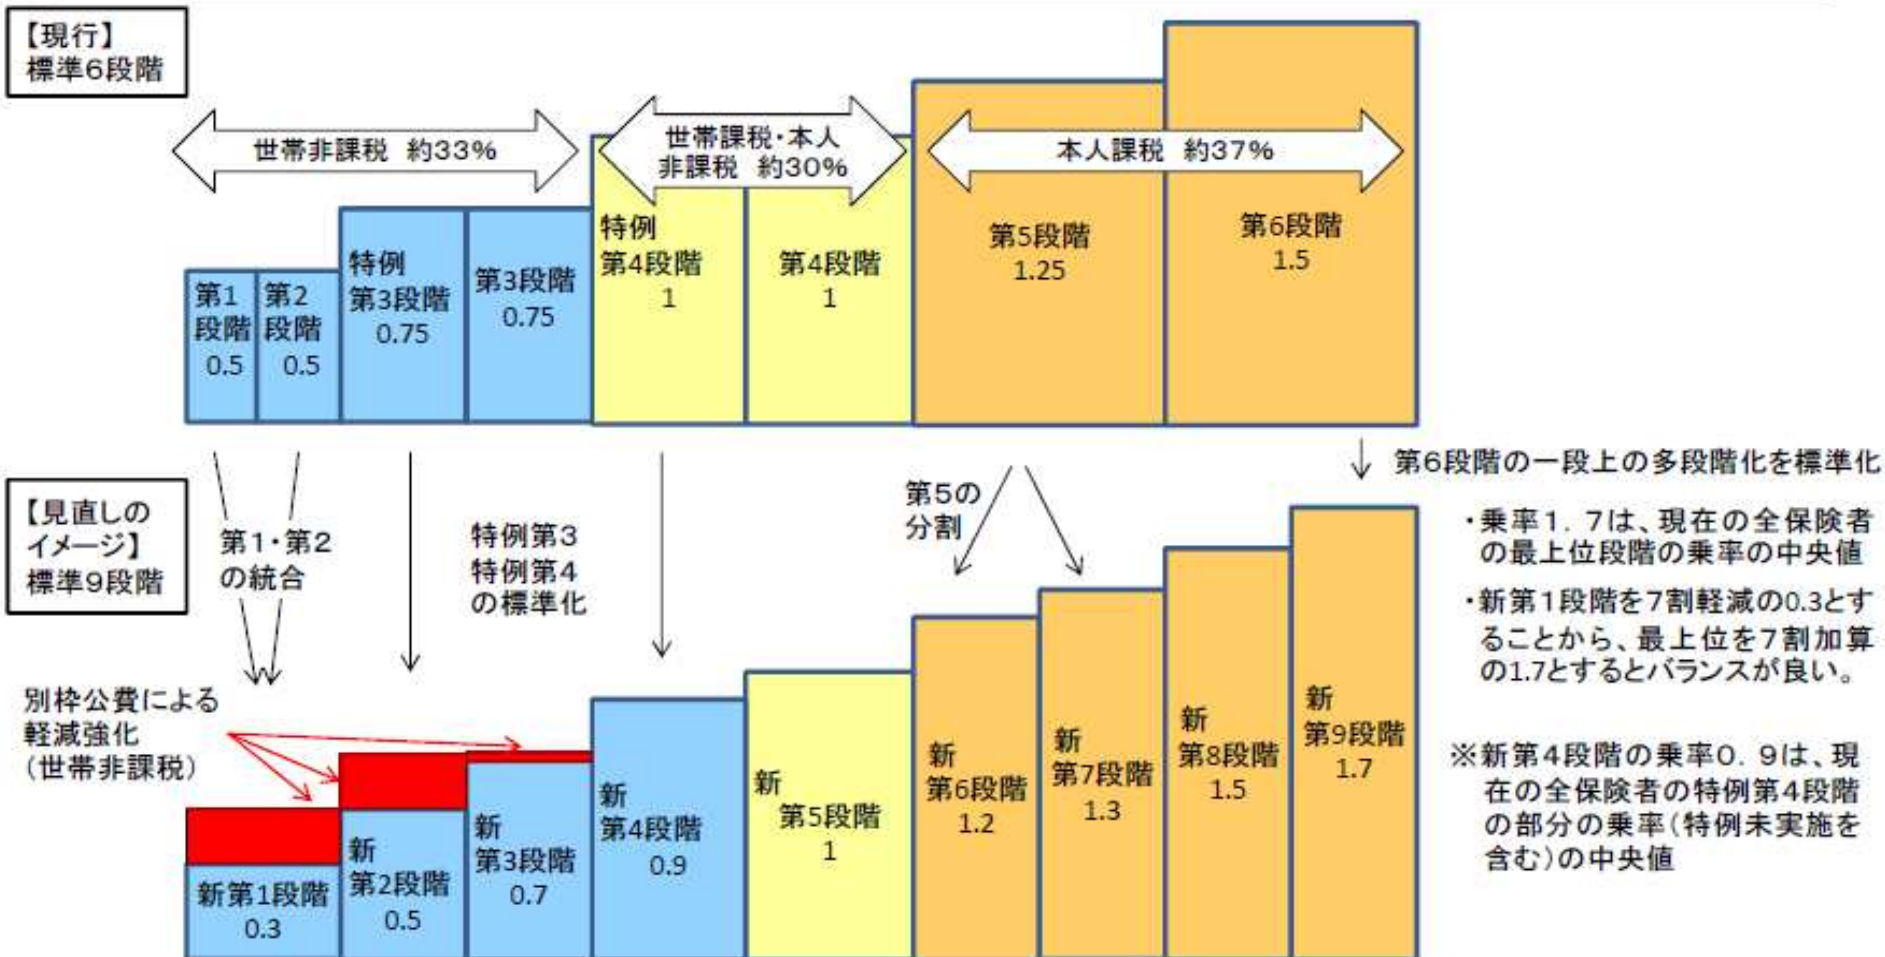 【現行】
標準6段階
世帯非課税 約33%
世帯課税・本人
非課税 約30%
本人課税 約37%
第1
段階
0.5
第2
段階
0.5
特例
第3段階
0.75
第3段階
0.75
特例
第4段階
1
第4段階
1
第5段階
1.25
第6段階
1.5
【見直しの
イメージ】
標準9段階
第1・第2
の統合
特例第3
特例第4
の標準化
第5の
分割
第6段階の一段上の多段階化を標準化
・乗率1.7は、現在の全保険者
の最上位段階の乗率の中央値
・新第1段階を7割軽減の0.3とす
ることから、最上位を7割加算
の1.7とするとバランスが良い。
※新第4段階の乗率0.9は、現
在の全保険者の特例第4段階
の部分の乗率(特例未実施を
含む)の中央値
別枠公費による
軽減強化
(世帯非課税)
新第1段階
0.3
新
第2段階
0.5
新
第3段階
0.7
新
第4段階
0.9
新
第5段階
1
新
第6段階
1.2
新
第7段階
1.3
新
第8段階
1.5
新
第9段階
1.7